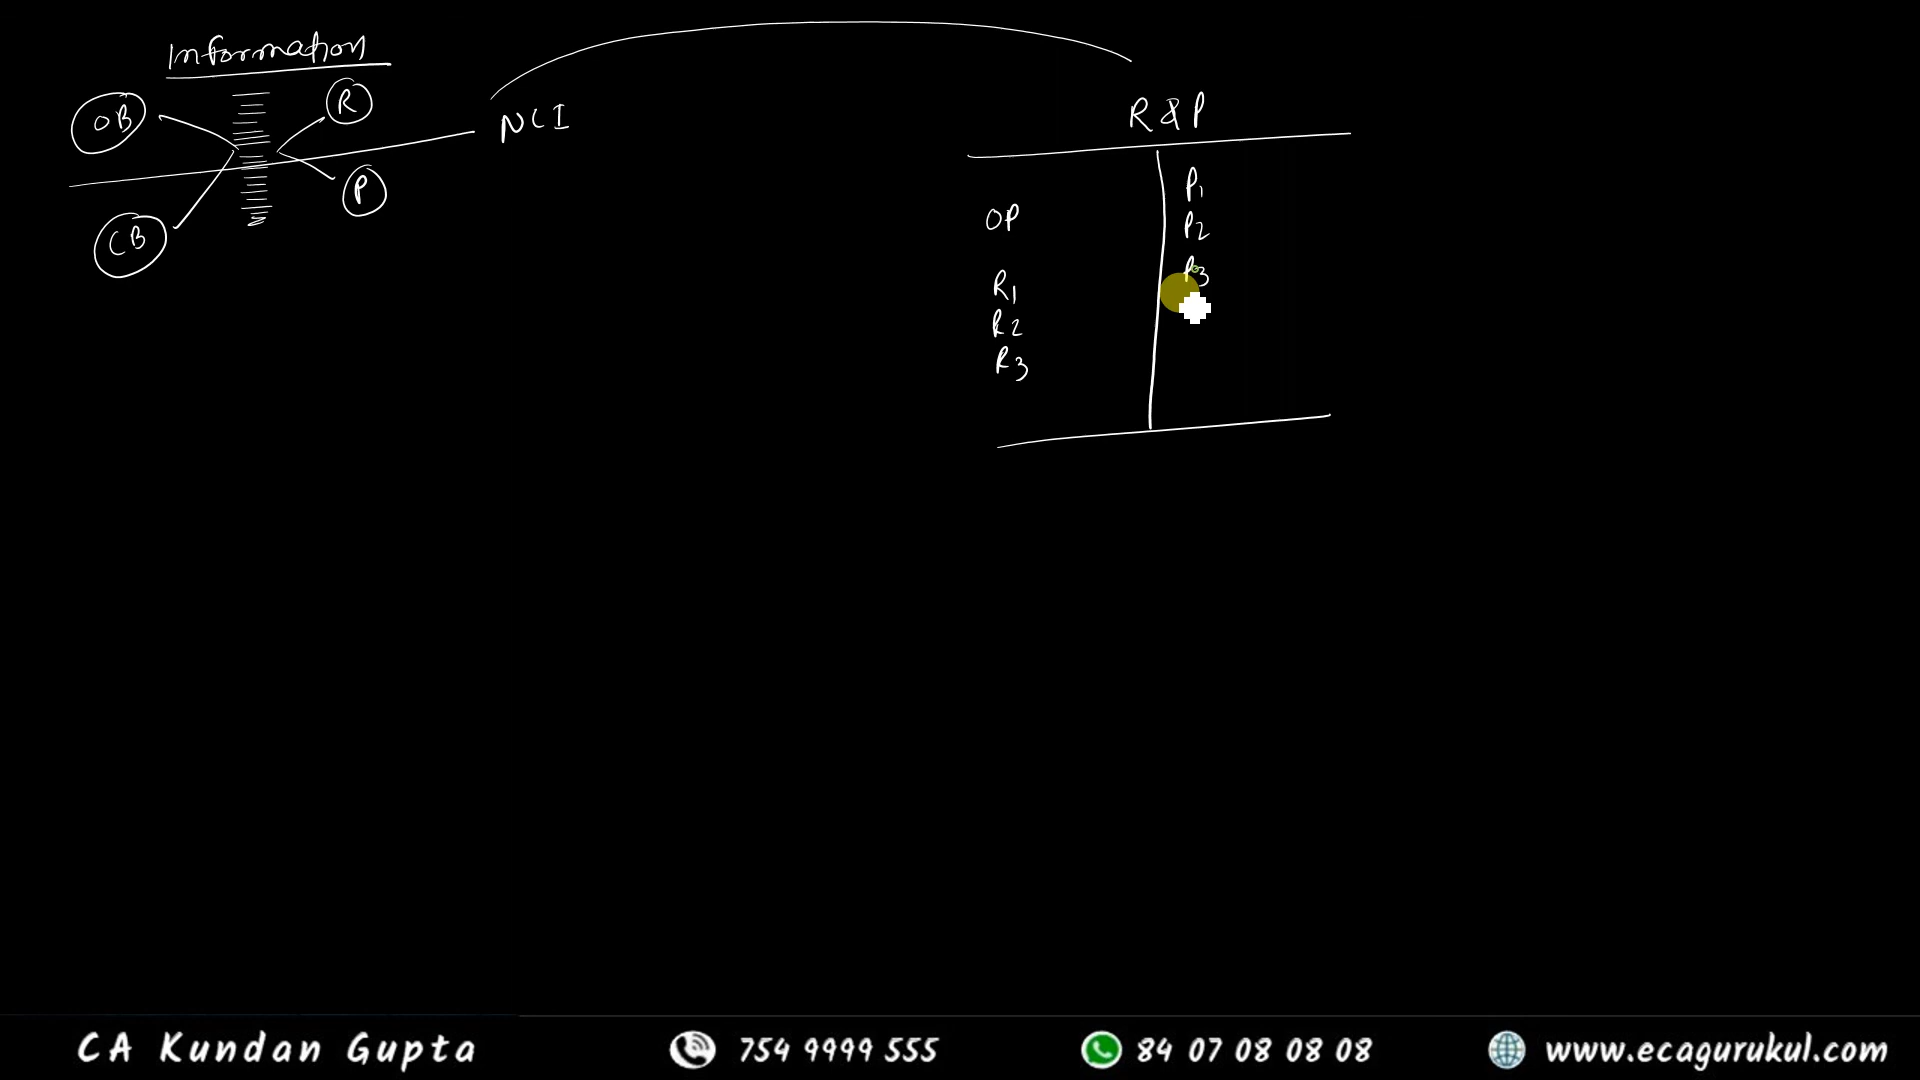 Information
OB
R
NCI
P
CB
R & P
OP
P1
P2
P3
R1
R2
R3
CA Kundan Gupta
754 9999 555
84 07 08 08 08
www.ecagurukul.com